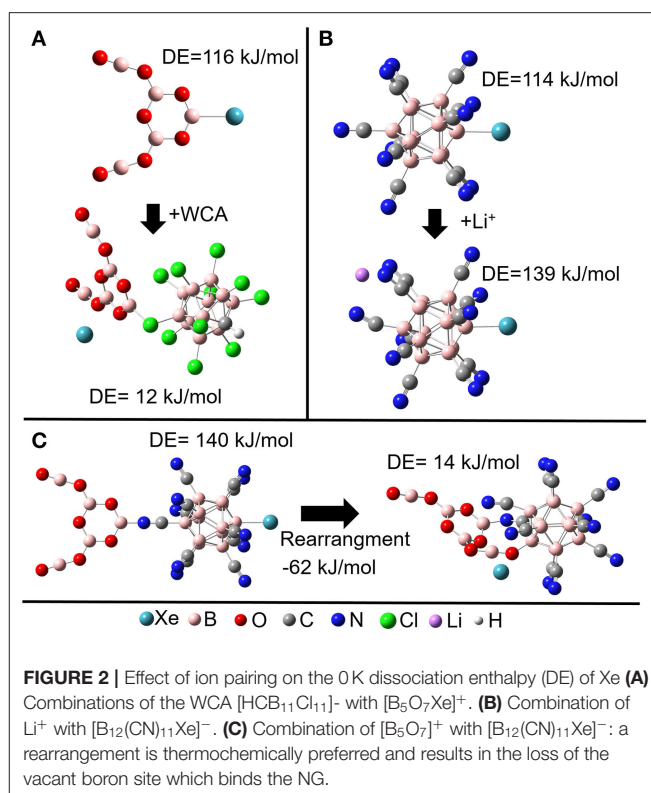 A
DE=116 kJ/mol
+WCA
DE= 12 kJ/mol
B
DE=114 kJ/mol
+Li⁺
DE=139 kJ/mol
C
DE= 140 kJ/mol
Rearrangment
-62 kJ/mol
DE= 14 kJ/mol
Xe B O C N Cl Li H
FIGURE 2 | Effect of ion pairing on the 0 K dissociation enthalpy (DE) of Xe (A)
Combinations of the WCA [HCB₁₁Cl₁₁]- with [B₅O₇Xe]⁺. (B) Combination of
Li⁺ with [B₁₂(CN)₁₁Xe]⁻. (C) Combination of [B₅O₇]⁺ with [B₁₂(CN)₁₁Xe]⁻: a
rearrangement is thermochemically preferred and results in the loss of the
vacant boron site which binds the NG.